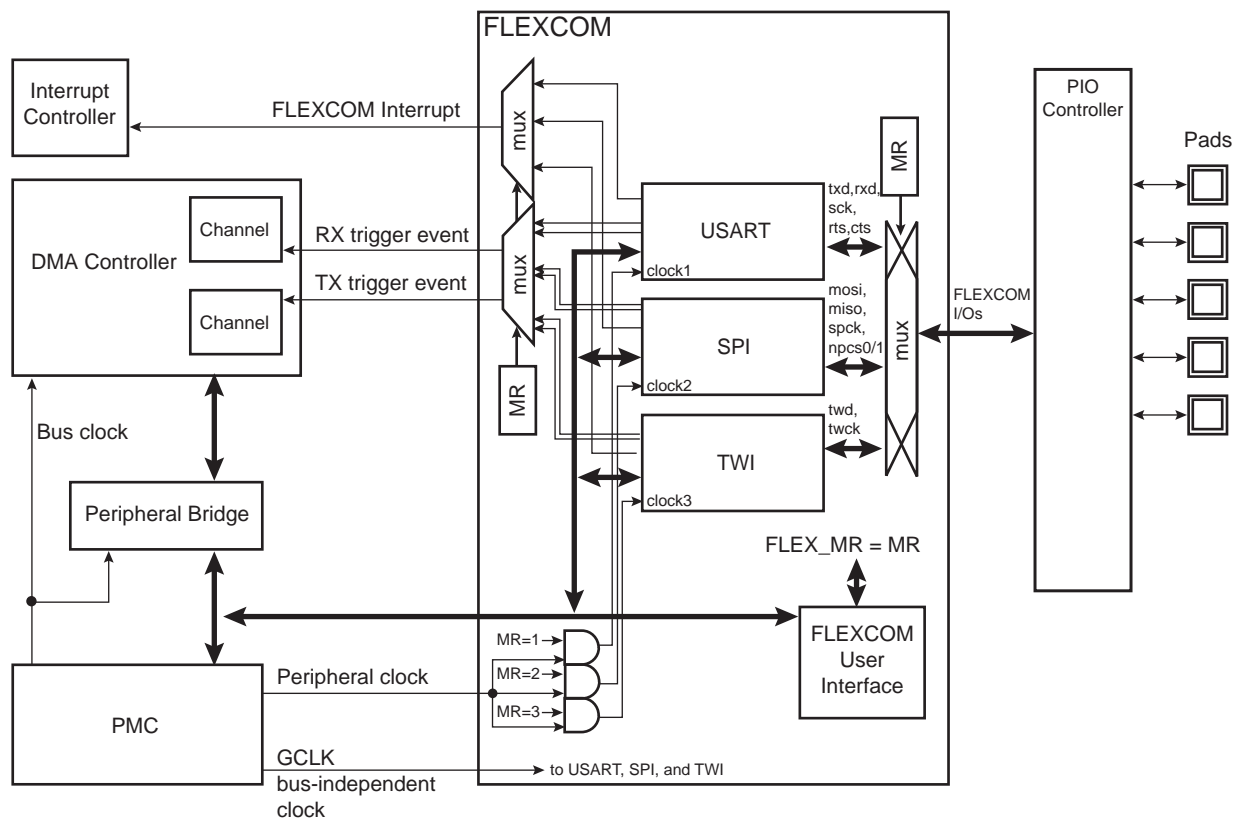 FLEXCOM
Interrupt
Controller
FLEXCOM Interrupt
mux
MR
PIO
Controller
Pads
DMA Controller
Channel
Channel
RX trigger event
TX trigger event
mux
MR
USART
clock1
txd,rxd,
sck,
rts,cts
SPI
clock2
mosi,
miso,
spck,
npcs0/1
TWI
clock3
twd,
twck
mux
FLEXCOM
I/Os
Bus clock
Peripheral Bridge
FLEX_MR = MR
FLEXCOM
User
Interface
MR=1
MR=2
MR=3
Peripheral clock
PMC
GCLK
bus-independent
clock
to USART, SPI, and TWI